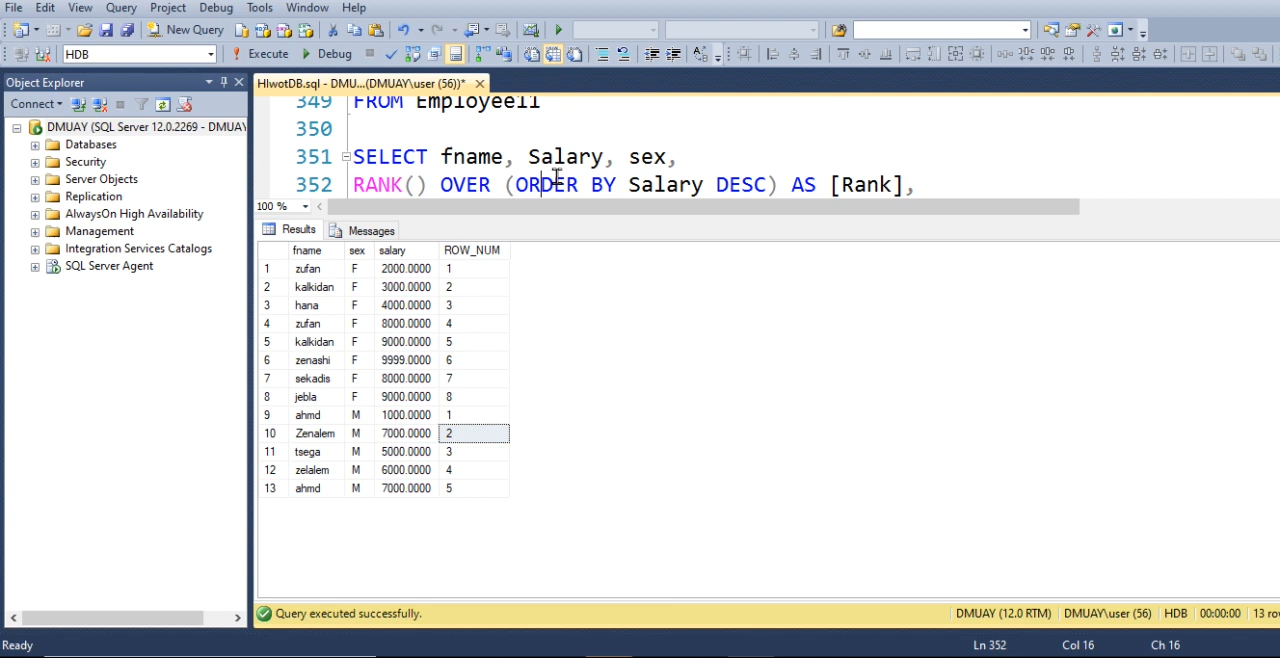 File Edit View Query Project Debug Tools Window Help
New Query
HDB Execute Debug
Object Explorer
HlwotDB.sql - DMU...(DMUAY\user (56))*
Connect
DMUAY (SQL Server 12.0.2269 - DMUAY
Databases
Security
Server Objects
Replication
AlwaysOn High Availability
Management
Integration Services Catalogs
SQL Server Agent
349 FROM Employee11
350
351 SELECT fname, Salary, sex,
352 RANK() OVER (ORDER BY Salary DESC) AS [Rank],
100 %
Results Messages
fname sex salary ROW_NUM
1 zufan F 2000.0000 1
2 kalkidan F 3000.0000 2
3 hana F 4000.0000 3
4 zufan F 8000.0000 4
5 kalkidan F 9000.0000 5
6 zenashi F 9999.0000 6
7 sekadis F 8000.0000 7
8 jebla F 9000.0000 8
9 ahmd M 1000.0000 1
10 Zenalem M 7000.0000 2
11 tsega M 5000.0000 3
12 zelalem M 6000.0000 4
13 ahmd M 7000.0000 5
Query executed successfully. DMUAY (12.0 RTM) DMUAY\user (56) HDB 00:00:00 13 ro
Ready Ln 352 Col 16 Ch 16